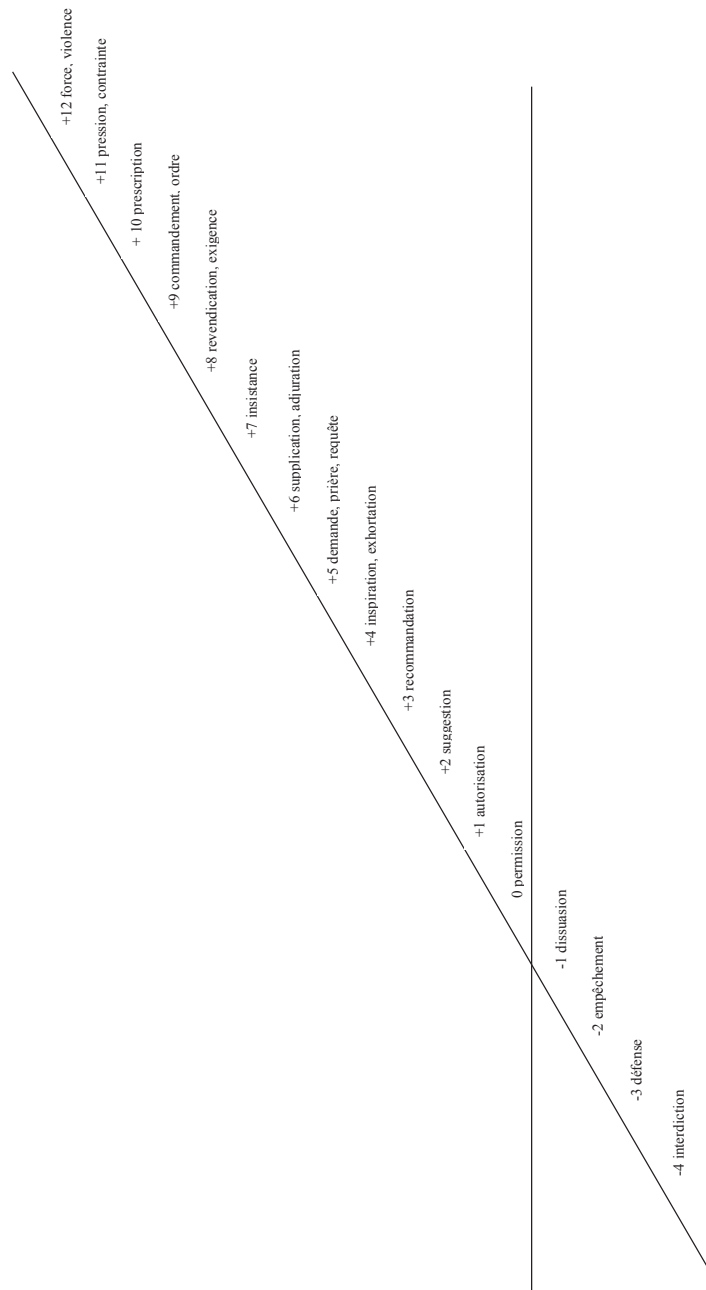 +12 force, violence
+11 pression, contrainte
+ 10 prescription
+9 commandement, ordre
+8 revendication, exigence
+7 insistance
+6 supplication, adjuration
+5 demande, prière, requête
+4 inspiration, exhortation
+3 recommandation
+2 suggestion
+1 autorisation
0 permission
-1 dissuasion
-2 empêchement
-3 défense
-4 interdiction